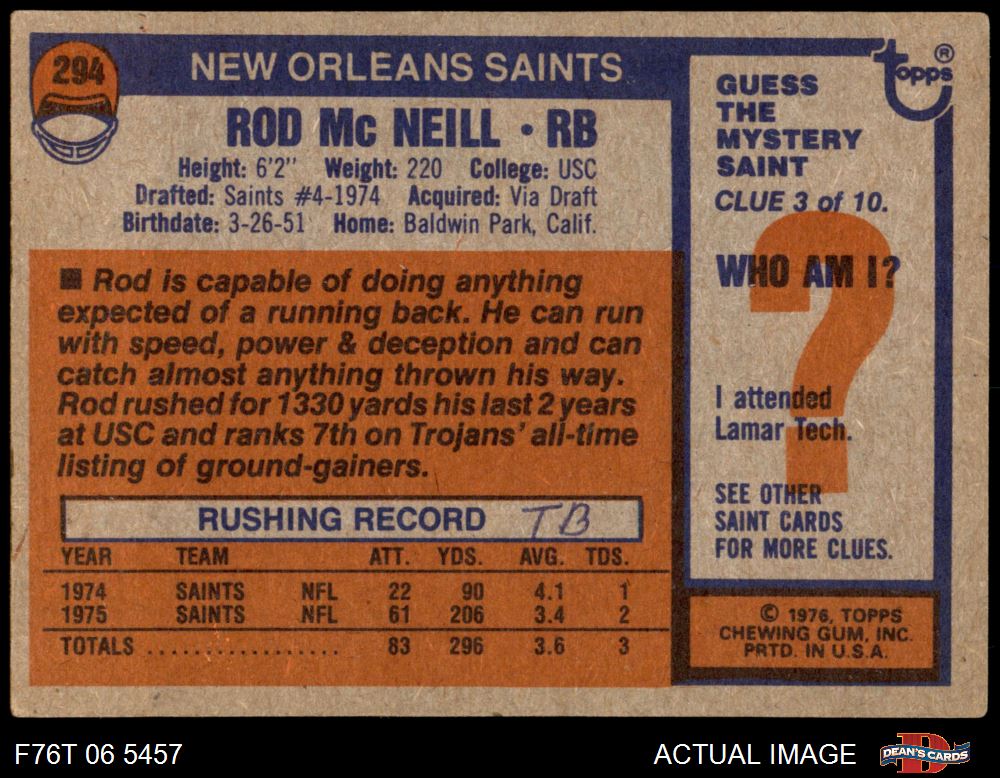 294
NEW ORLEANS SAINTS
ROD Mc NEILL • RB
Height: 6'2" Weight: 220 College: USC
Drafted: Saints #4-1974 Acquired: Via Draft
Birthdate: 3-26-51 Home: Baldwin Park, Calif.
■ Rod is capable of doing anything
expected of a running back. He can run
with speed, power & deception and can
catch almost anything thrown his way.
Rod rushed for 1330 yards his last 2 years
at USC and ranks 7th on Trojans' all-time
listing of ground-gainers.
RUSHING RECORD TB
YEAR TEAM ATT. YDS. AVG. TDS.
1974 SAINTS NFL 22 90 4.1 1
1975 SAINTS NFL 61 206 3.4 2
TOTALS .................. 83 296 3.6 3
topps®
GUESS
THE
MYSTERY
SAINT
CLUE 3 of 10.
?
WHO AM I?
I attended
Lamar Tech.
SEE OTHER
SAINT CARDS
FOR MORE CLUES.
© 1976, TOPPS
CHEWING GUM, INC.
PRTD. IN U.S.A.
F76T 06 5457
ACTUAL IMAGE
D
DEAN'S CARDS